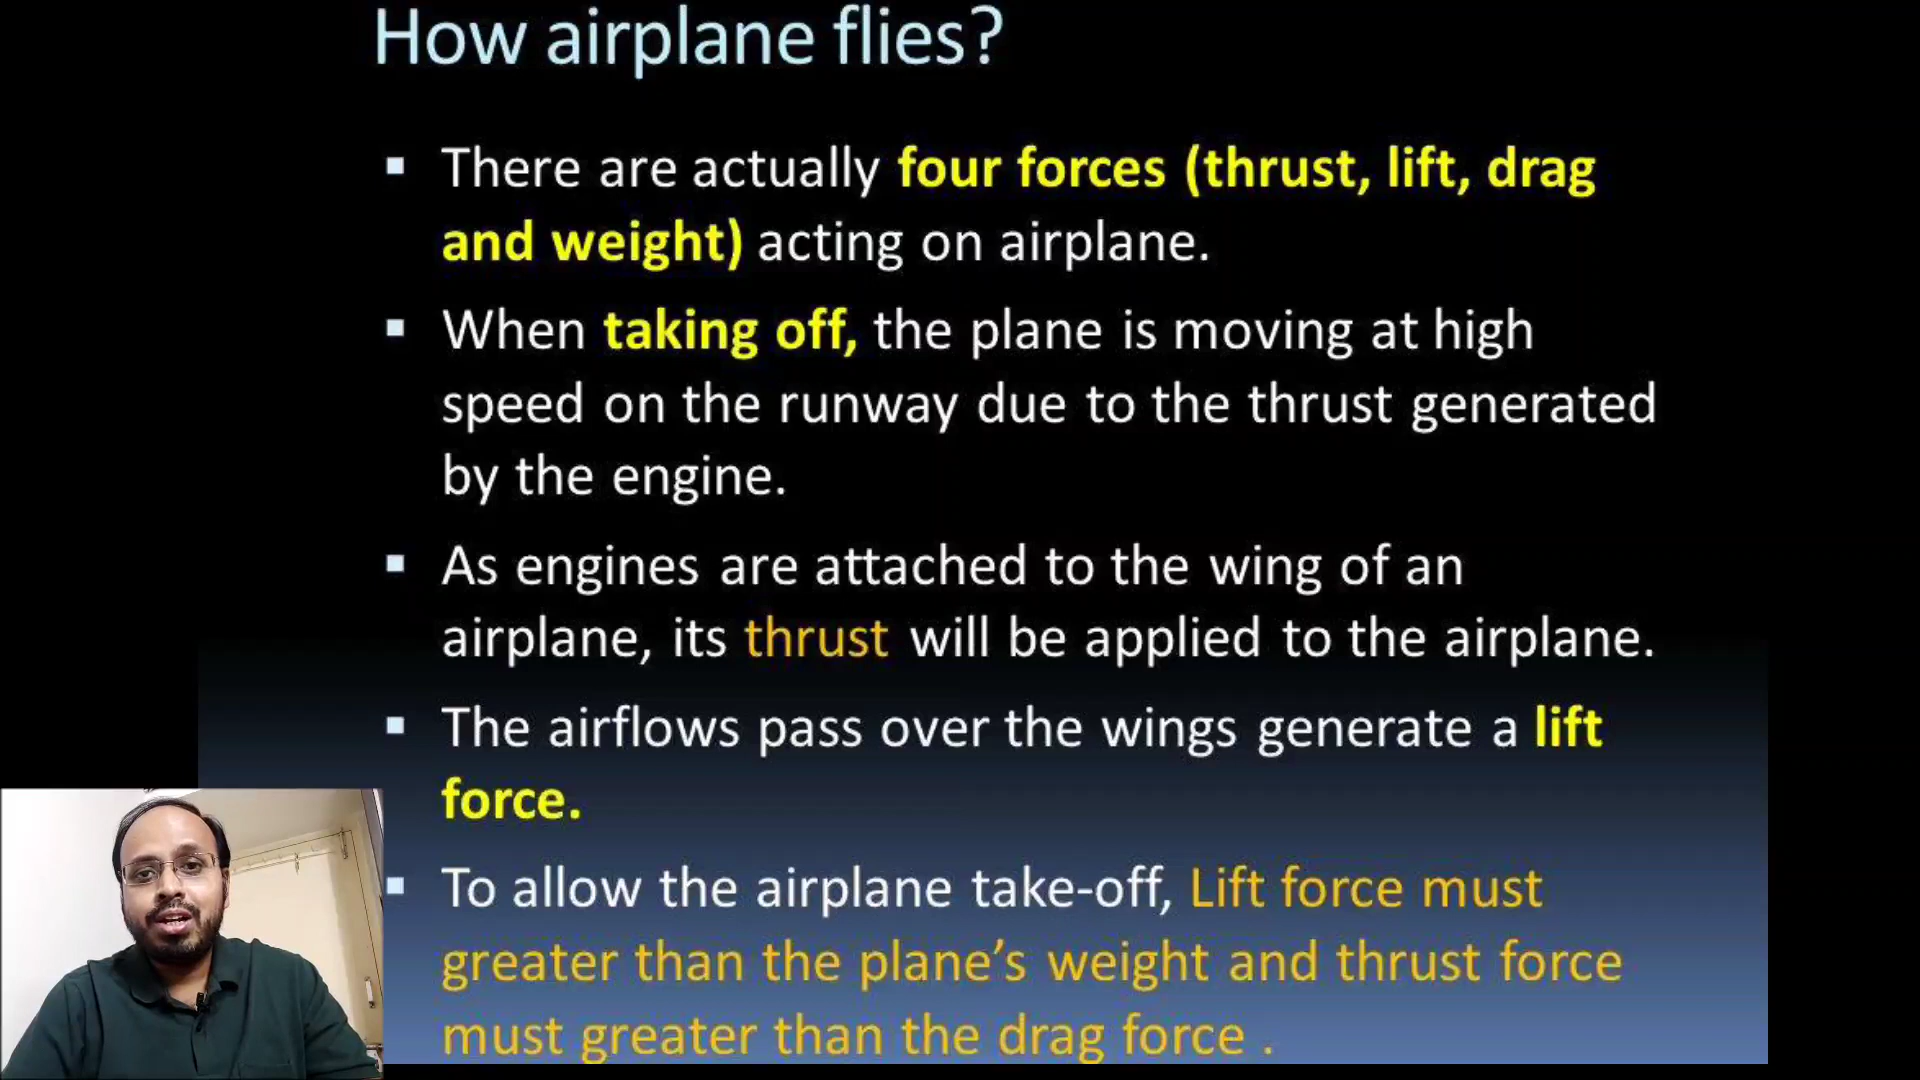 How airplane flies?
There are actually four forces (thrust, lift, drag
and weight) acting on airplane.
When taking off, the plane is moving at high
speed on the runway due to the thrust generated
by the engine.
As engines are attached to the wing of an
airplane, its thrust will be applied to the airplane.
The airflows pass over the wings generate a lift
force.
To allow the airplane take-off, Lift force must
greater than the plane’s weight and thrust force
must greater than the drag force .